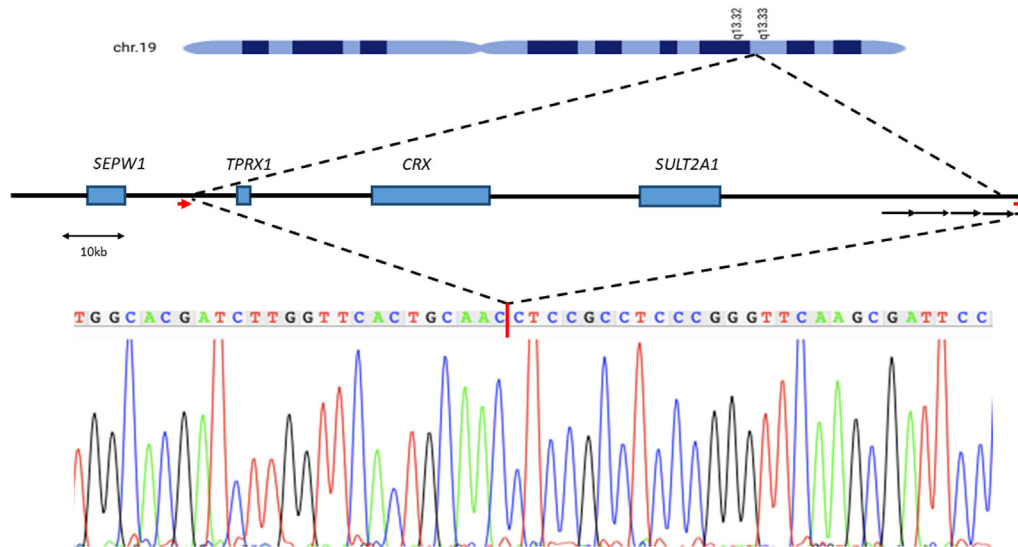 q13.32
q13.33
chr.19
SEPW1 TPRX1 CRX SULT2A1
10kb
TGGCACGATCTTGGTTCACTGCAACCTCCGCCTCCCGGGTTCAAGCGATTCC